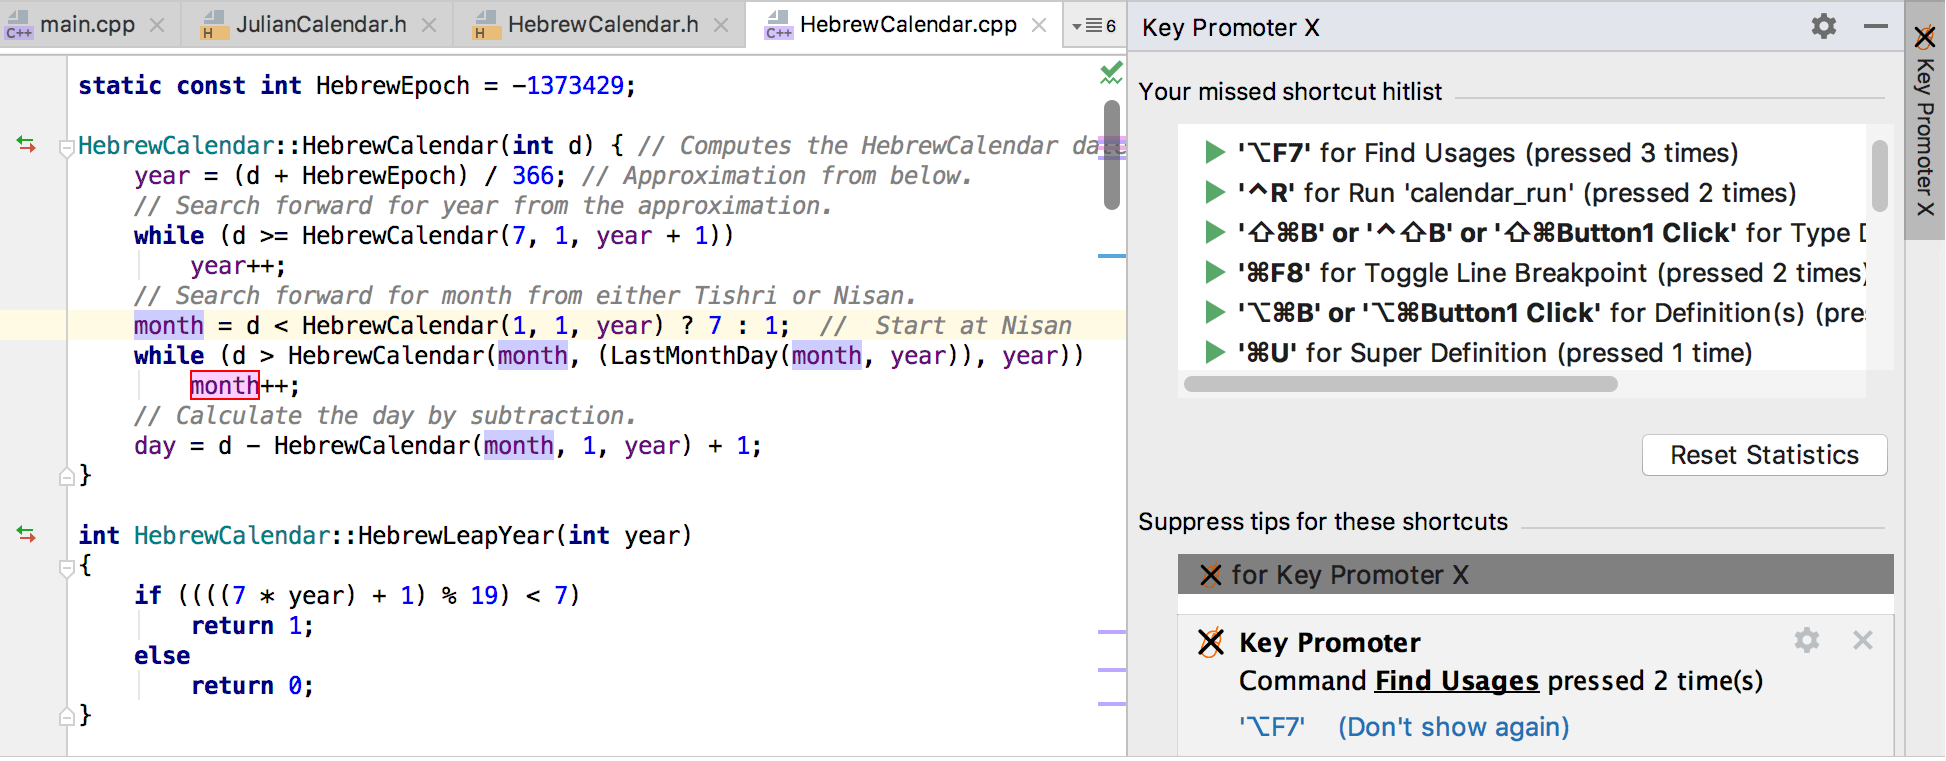 main.cpp JulianCalendar.h HebrewCalendar.h HebrewCalendar.cpp 6
static const int HebrewEpoch = -1373429;
HebrewCalendar::HebrewCalendar(int d) { // Computes the HebrewCalendar date
year = (d + HebrewEpoch) / 366; // Approximation from below.
// Search forward for year from the approximation.
while (d >= HebrewCalendar(7, 1, year + 1))
year++;
// Search forward for month from either Tishri or Nisan.
month = d < HebrewCalendar(1, 1, year) ? 7 : 1;  //  Start at Nisan
while (d > HebrewCalendar(month, (LastMonthDay(month, year)), year))
month++;
// Calculate the day by subtraction.
day = d - HebrewCalendar(month, 1, year) + 1;
}
int HebrewCalendar::HebrewLeapYear(int year)
{
if ((((7 * year) + 1) % 19) < 7)
return 1;
else
return 0;
}
Key Promoter X
Your missed shortcut hitlist
'⌥F7' for Find Usages (pressed 3 times)
'^R' for Run 'calendar_run' (pressed 2 times)
'⇧⌘B' or '^⇧B' or '⇧⌘Button1 Click' for Type D
'⌘F8' for Toggle Line Breakpoint (pressed 2 times)
'⌥⌘B' or '⌥⌘Button1 Click' for Definition(s) (pre
'⌘U' for Super Definition (pressed 1 time)
Reset Statistics
Suppress tips for these shortcuts
for Key Promoter X
Key Promoter
Command Find Usages pressed 2 time(s)
'⌥F7' (Don't show again)
Key Promoter X